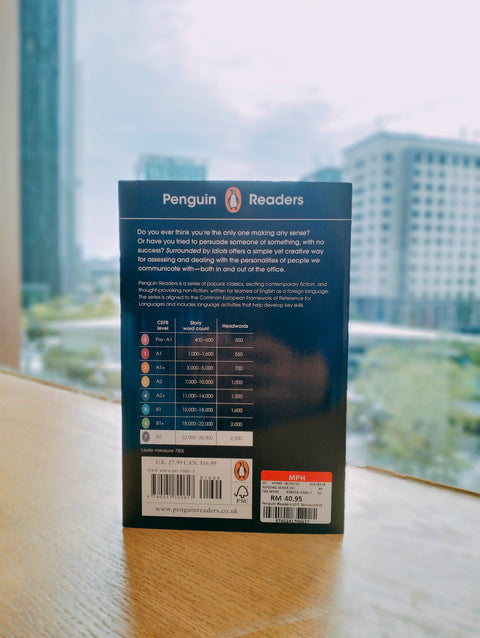 Penguin Readers
Do you ever think you're the only one making any sense?
Or have you tried to persuade someone of something, with no
success? Surrounded by Idiots offers a simple yet creative way
for assessing and dealing with the personalities of people we
communicate with—both in and out of the office.
Penguin Readers is a series of popular classics, exciting contemporary fiction, and
thought-provoking non-fiction, written for learners of English as a foreign language.
The series is aligned to the Common European Framework of Reference for
Languages and includes language activities that help develop key skills.
CEFR level Story word count Headwords
Pre-A1 400–600 350
1 A1 1,000–1,600 550
2 A1+ 3,000–5,000 700
3 A2 7,000–10,000 1,000
4 A2+ 11,000–14,000 1,200
5 B1 15,000–18,000 1,600
6 B1+ 18,000–22,000 2,000
7 B2 22,000–26,000 2,500
Lexile measure 780L
U.K. £7.99 CAN. $16.99
www.penguinreaders.co.uk
FSC
MPH
RM 40.95